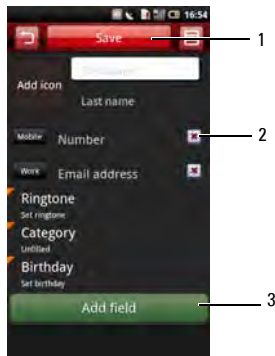 16:54
Save
1
Add icon
Last name
Mobile Number
2
Work Email address
Ringtone
Set ringtone
Category
Unfilled
Birthday
Set birthday
Add field
3